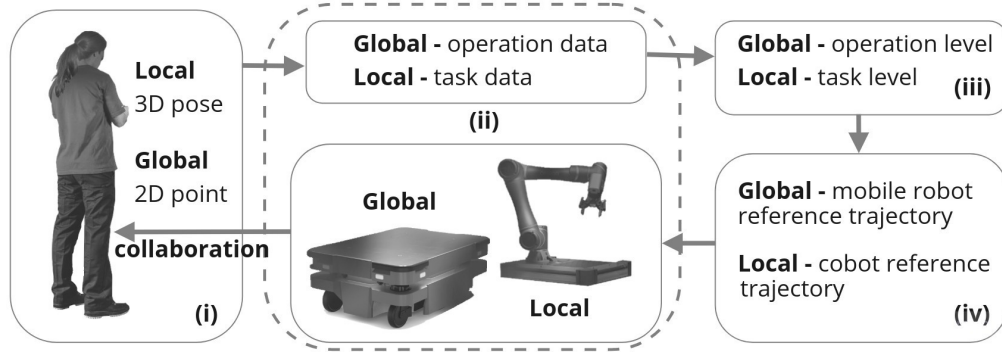 Local
3D pose
Global
2D point
(i)
Global - operation data
Local - task data
(ii)
Global - operation level
Local - task level
(iii)
Global - mobile robot
reference trajectory
Local - cobot reference
trajectory
(iv)
Global
Local
collaboration